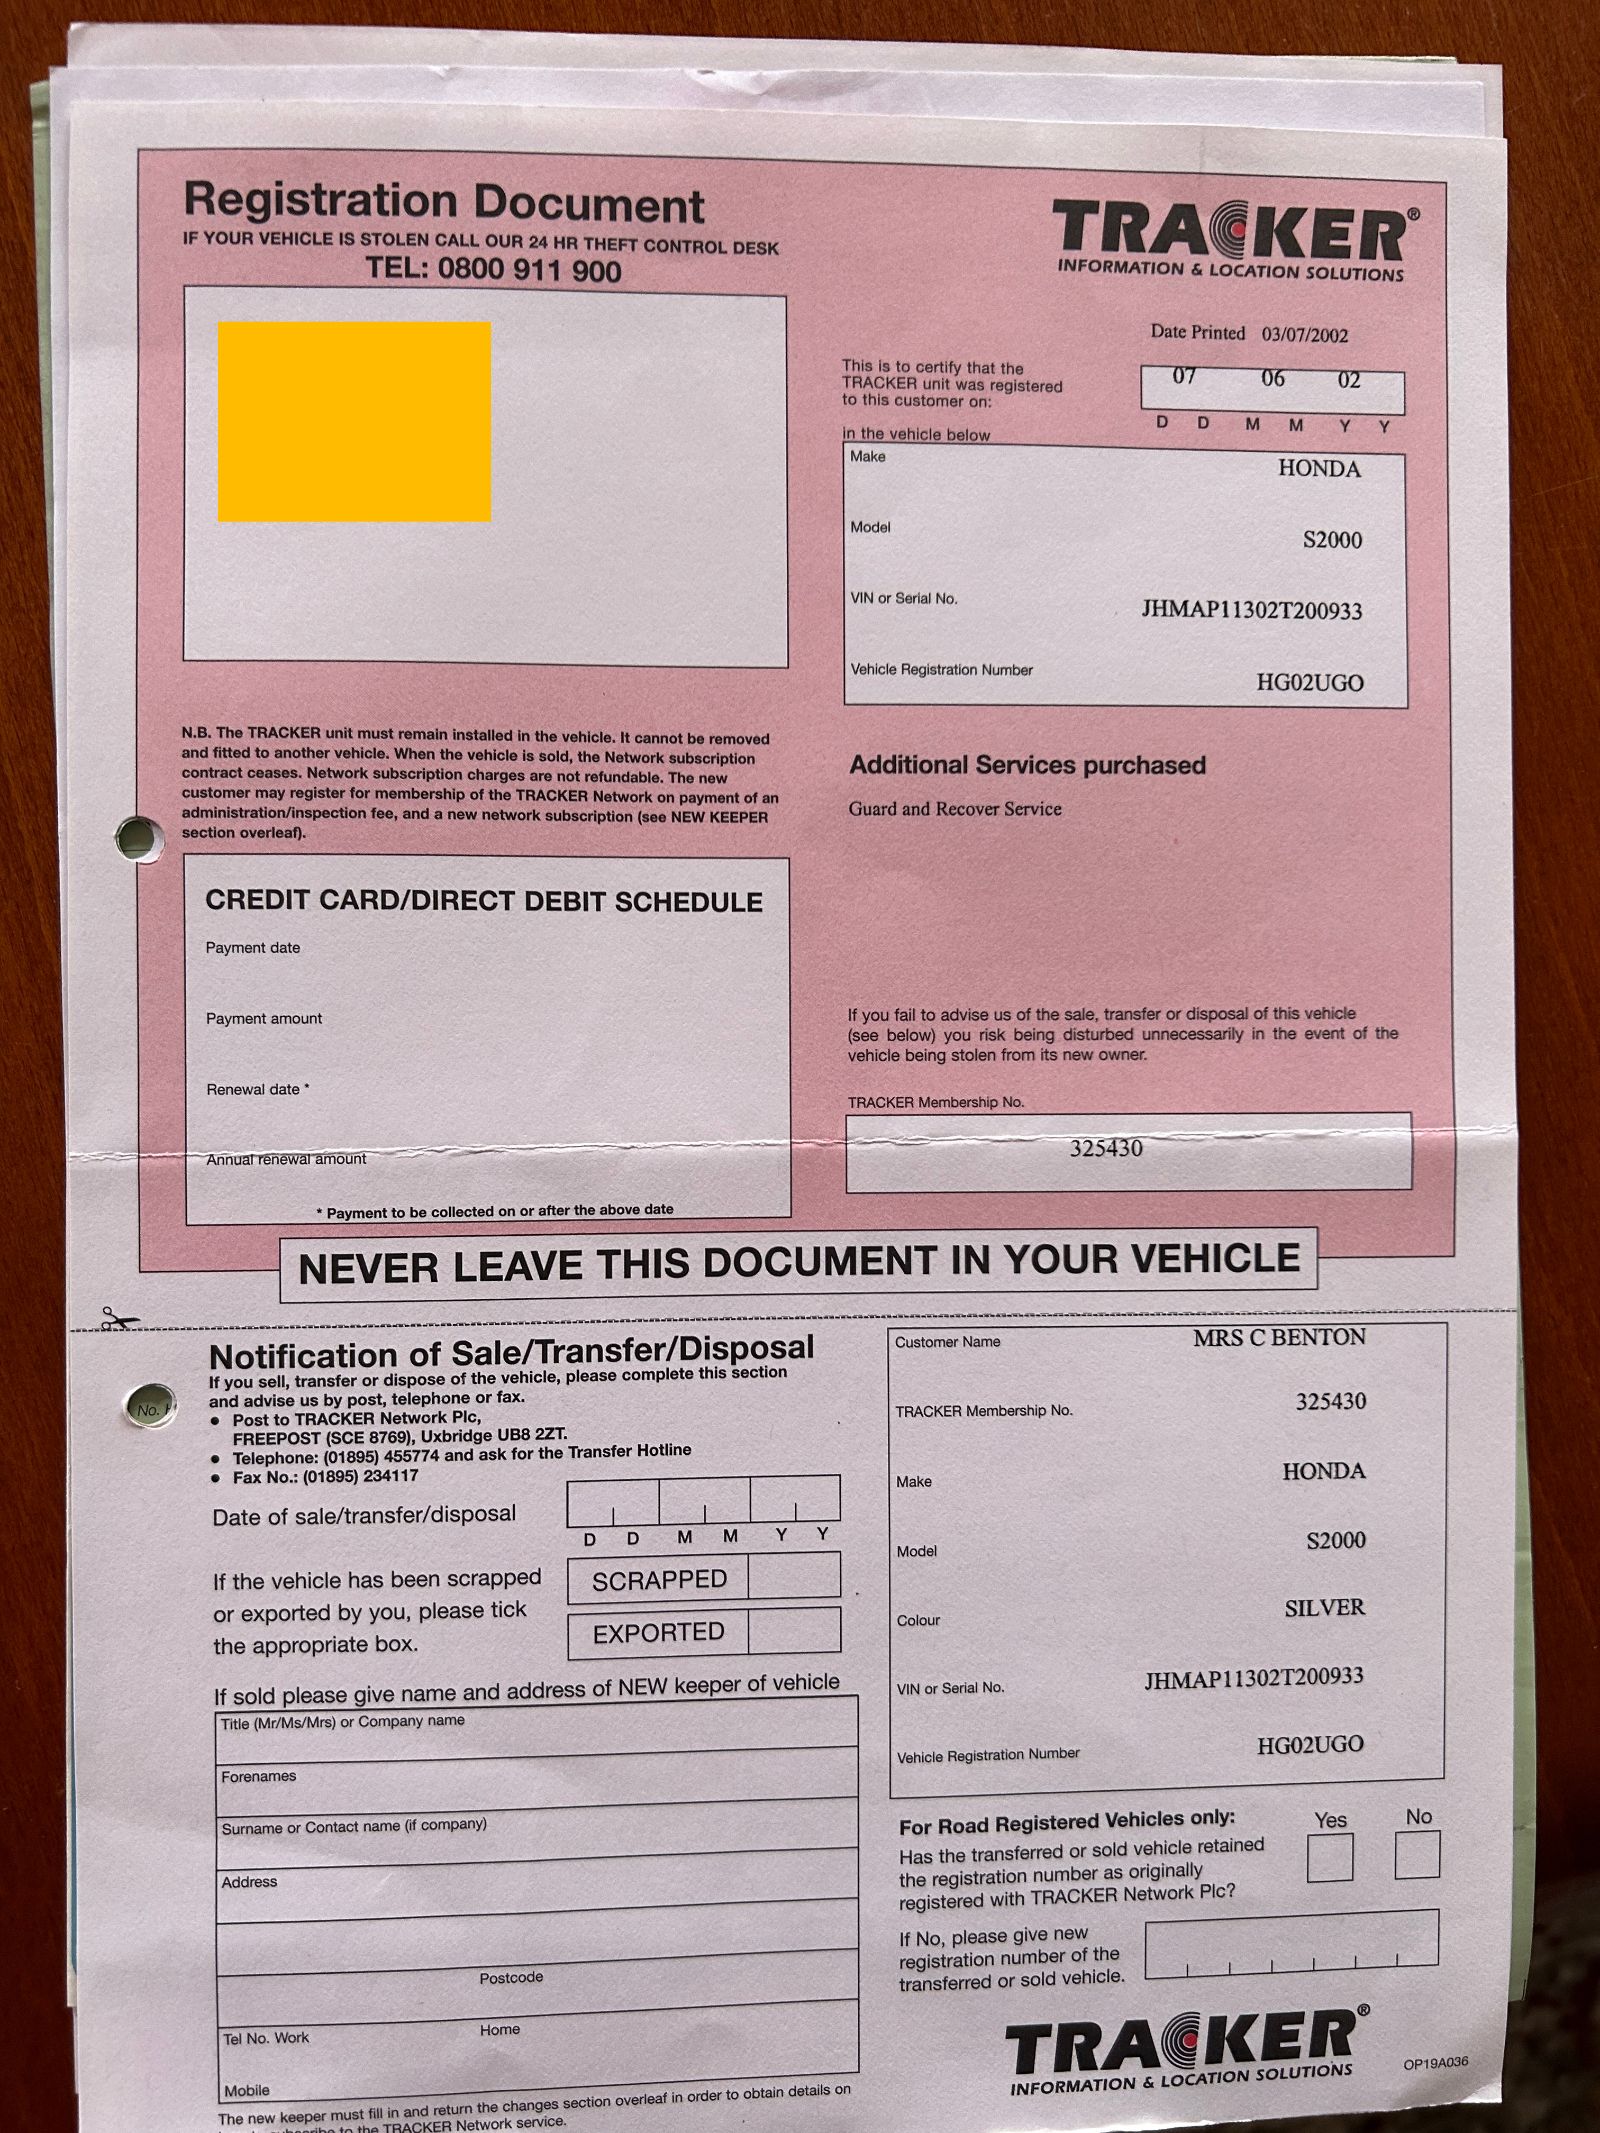 Registration Document
IF YOUR VEHICLE IS STOLEN CALL OUR 24 HR THEFT CONTROL DESK
TEL: 0800 911 900
TRACKER®
INFORMATION & LOCATION SOLUTIONS
Date Printed 03/07/2002
This is to certify that the
TRACKER unit was registered
to this customer on:
07 06 02
D D M M Y Y
in the vehicle below
Make HONDA
Model S2000
VIN or Serial No. JHMAP11302T200933
Vehicle Registration Number HG02UGO
N.B. The TRACKER unit must remain installed in the vehicle. It cannot be removed
and fitted to another vehicle. When the vehicle is sold, the Network subscription
contract ceases. Network subscription charges are not refundable. The new
customer may register for membership of the TRACKER Network on payment of an
administration/inspection fee, and a new network subscription (see NEW KEEPER
section overleaf).
Additional Services purchased
Guard and Recover Service
CREDIT CARD/DIRECT DEBIT SCHEDULE
Payment date
Payment amount
Renewal date *
Annual renewal amount
* Payment to be collected on or after the above date
If you fail to advise us of the sale, transfer or disposal of this vehicle
(see below) you risk being disturbed unnecessarily in the event of the
vehicle being stolen from its new owner.
TRACKER Membership No.
325430
NEVER LEAVE THIS DOCUMENT IN YOUR VEHICLE
Notification of Sale/Transfer/Disposal
If you sell, transfer or dispose of the vehicle, please complete this section
and advise us by post, telephone or fax.
• Post to TRACKER Network Plc,
FREEPOST (SCE 8769), Uxbridge UB8 2ZT.
• Telephone: (01895) 455774 and ask for the Transfer Hotline
• Fax No.: (01895) 234117
No.
Date of sale/transfer/disposal
D D M M Y Y
If the vehicle has been scrapped
or exported by you, please tick
the appropriate box.
SCRAPPED
EXPORTED
If sold please give name and address of NEW keeper of vehicle
Title (Mr/Ms/Mrs) or Company name
Forenames
Surname or Contact name (if company)
Address
Postcode
Tel No. Work Home
Mobile
The new keeper must fill in and return the changes section overleaf in order to obtain details on
to the TRACKER Network service.
Customer Name MRS C BENTON
TRACKER Membership No. 325430
Make HONDA
Model S2000
Colour SILVER
VIN or Serial No. JHMAP11302T200933
Vehicle Registration Number HG02UGO
For Road Registered Vehicles only: Yes No
Has the transferred or sold vehicle retained
the registration number as originally
registered with TRACKER Network Plc?
If No, please give new
registration number of the
transferred or sold vehicle.
TRACKER®
INFORMATION & LOCATION SOLUTIONS
OP19A036